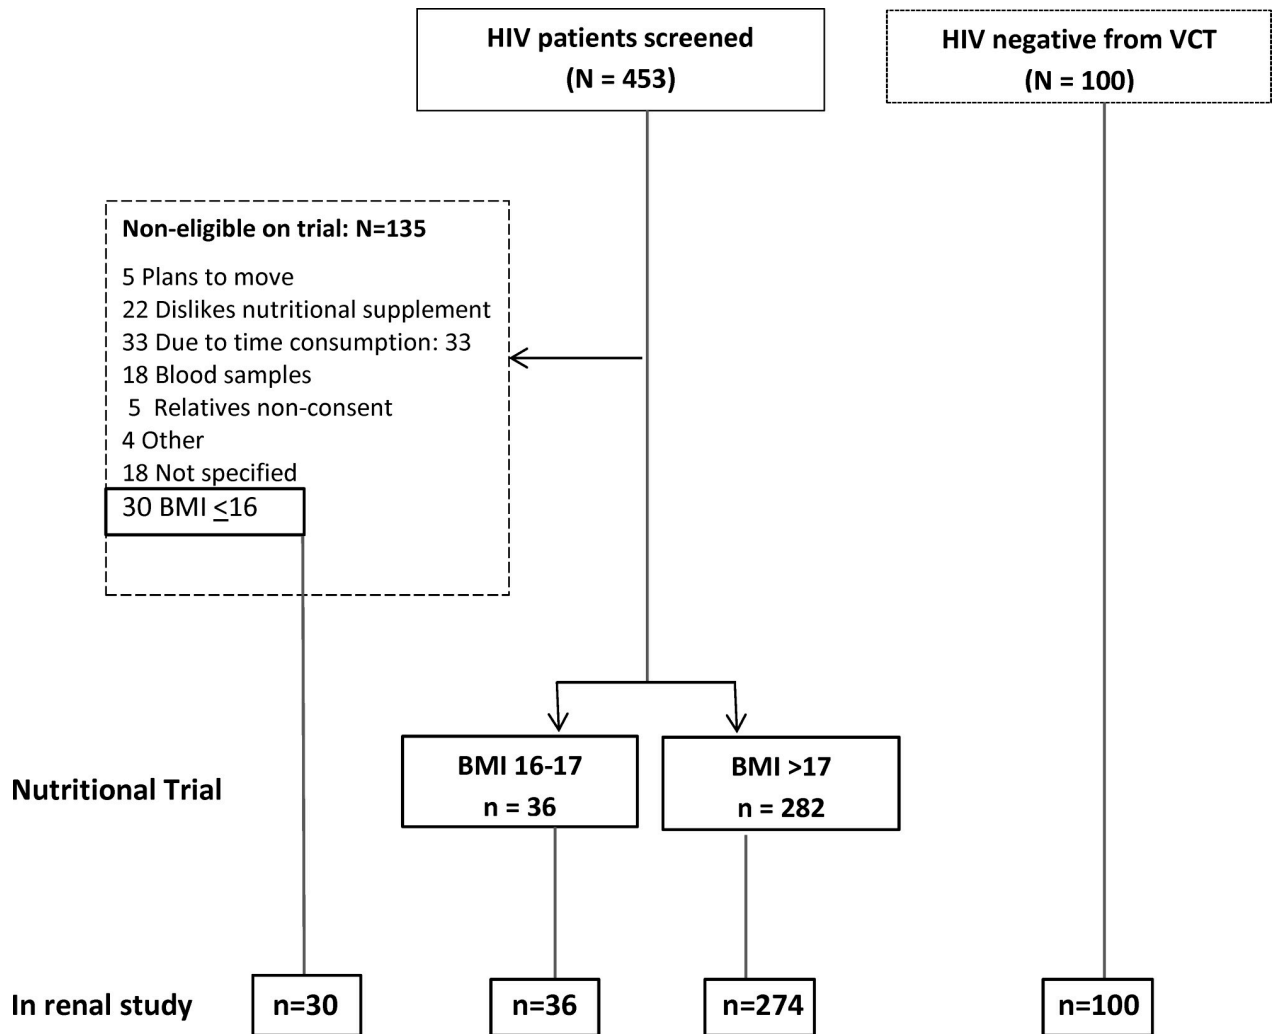 HIV patients screened
(N = 453)
HIV negative from VCT
(N = 100)
Non-eligible on trial: N=135
5 Plans to move
22 Dislikes nutritional supplement
33 Due to time consumption: 33
18 Blood samples
5 Relatives non-consent
4 Other
18 Not specified
30 BMI ≤16
Nutritional Trial
BMI 16-17
n = 36
BMI >17
n = 282
In renal study
n=30
n=36
n=274
n=100